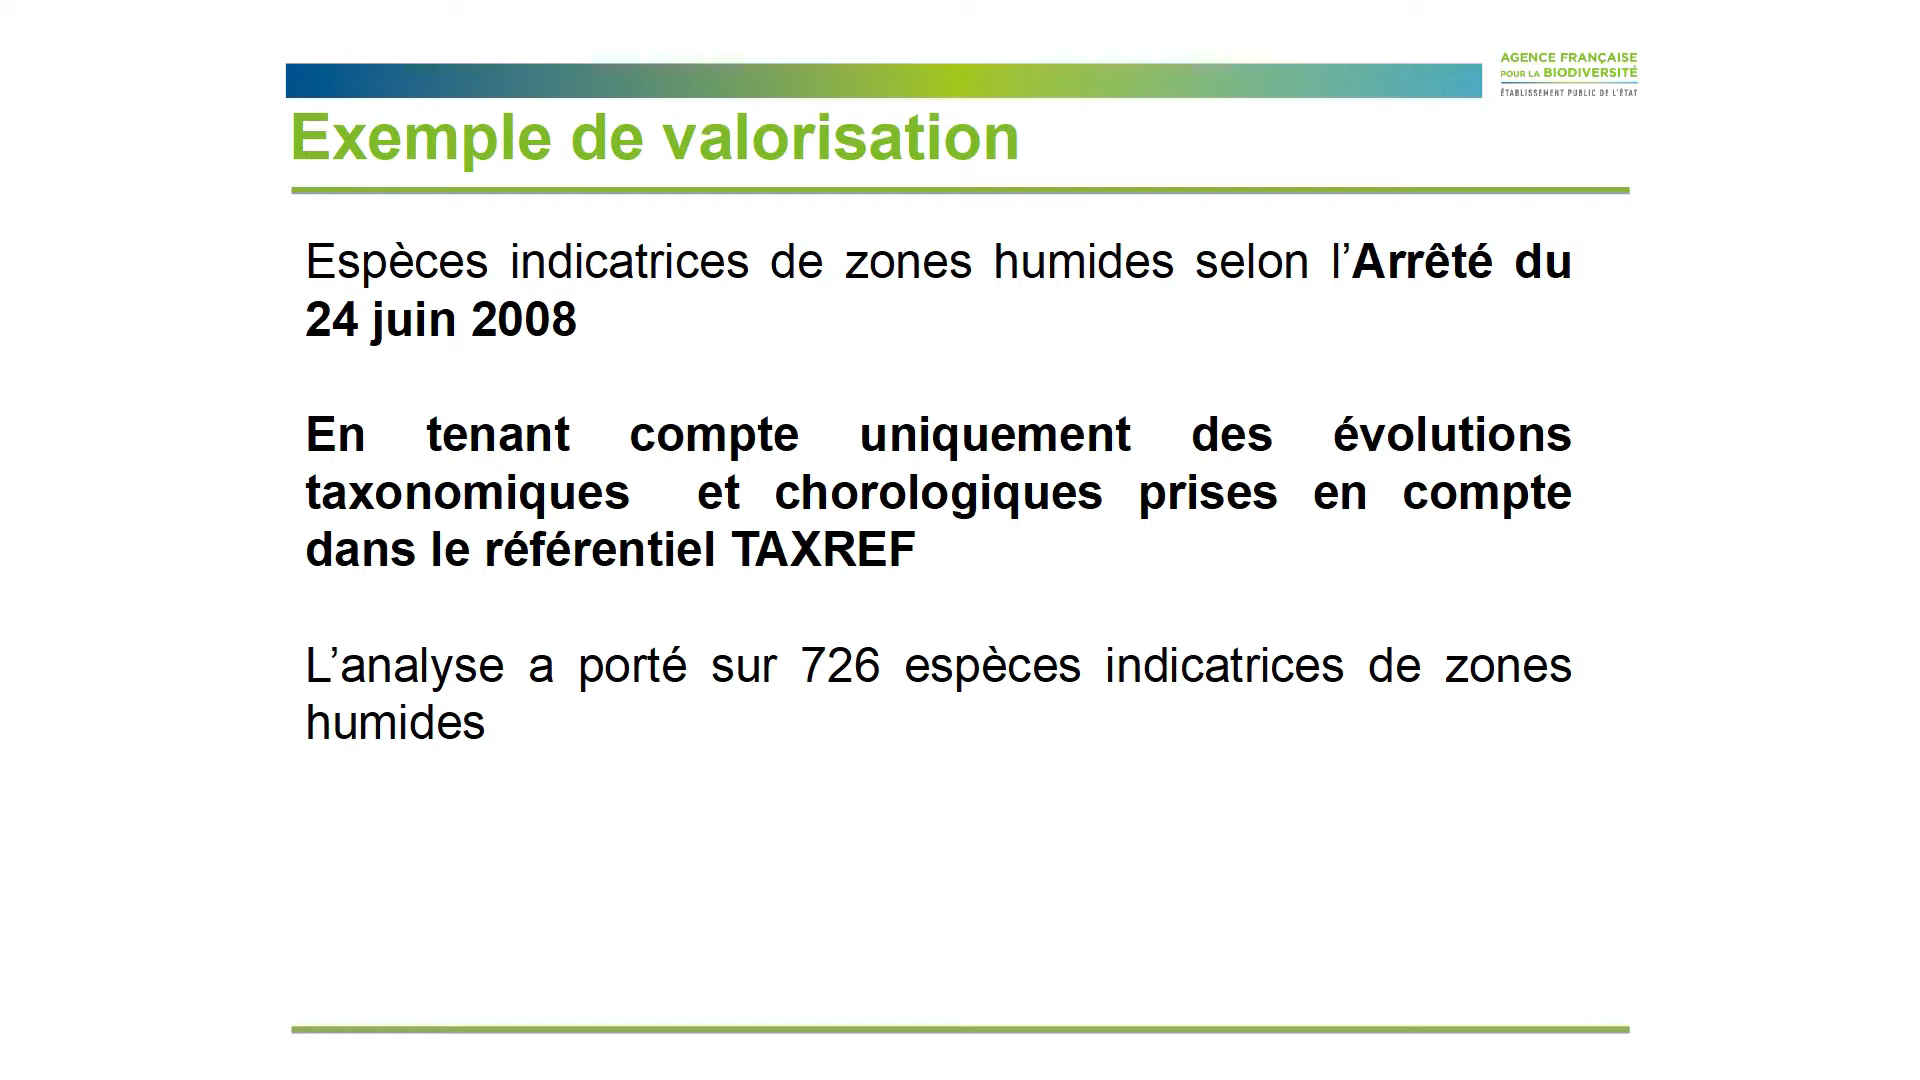 AGENCE FRANÇAISE
POUR LA BIODIVERSITÉ
ÉTABLISSEMENT PUBLIC DE L'ÉTAT
Exemple de valorisation
Espèces indicatrices de zones humides selon l’Arrêté du
24 juin 2008
En tenant compte uniquement des évolutions
taxonomiques et chorologiques prises en compte
dans le référentiel TAXREF
L’analyse a porté sur 726 espèces indicatrices de zones
humides